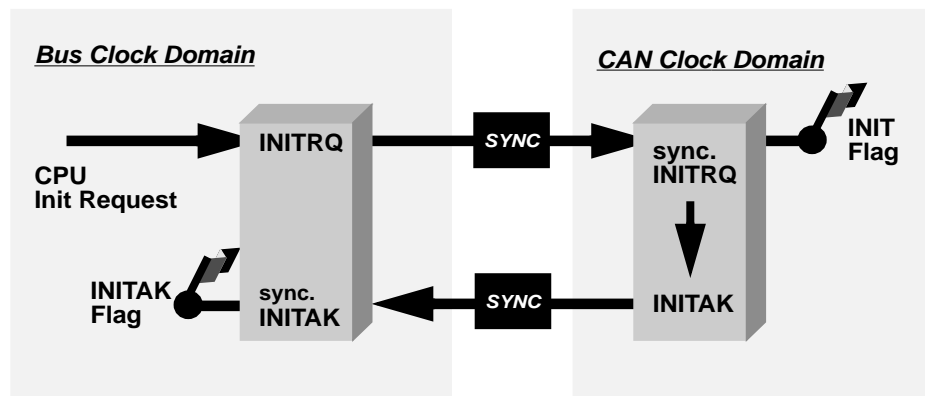 Bus Clock Domain
CAN Clock Domain
CPU
Init Request
INITRQ
SYNC
sync.
INITRQ
INIT
Flag
INITAK
Flag
sync.
INITAK
SYNC
INITAK